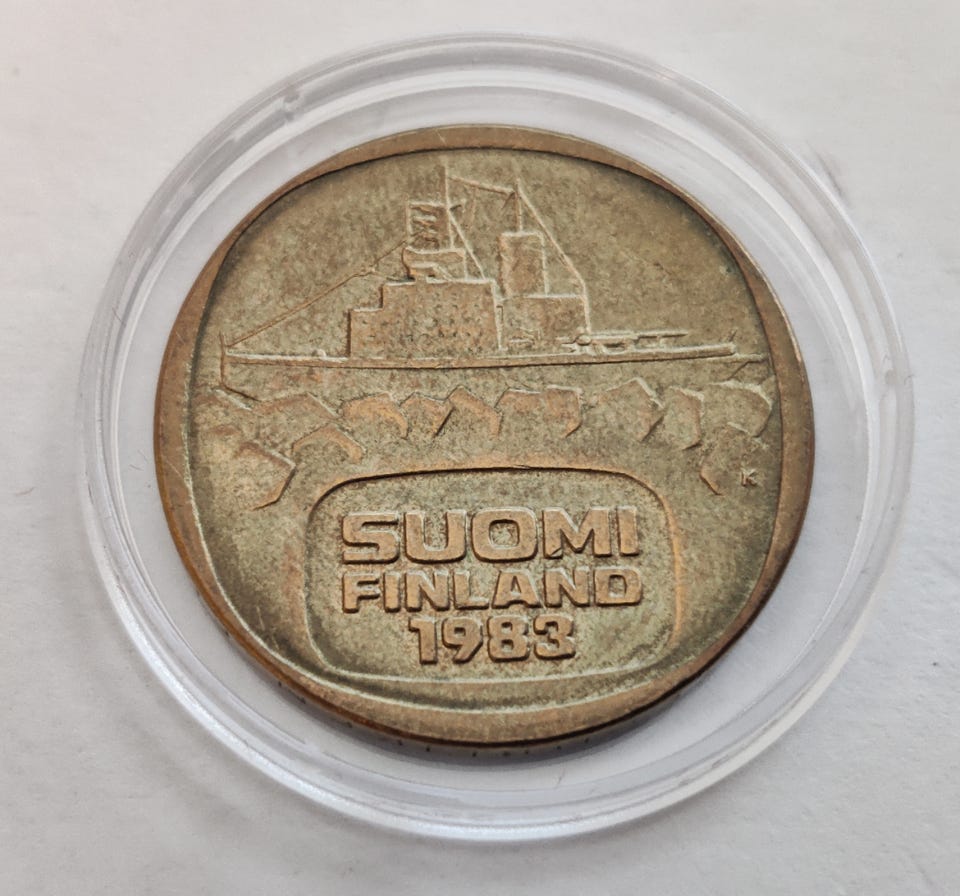 K
SUOMI
FINLAND
1983